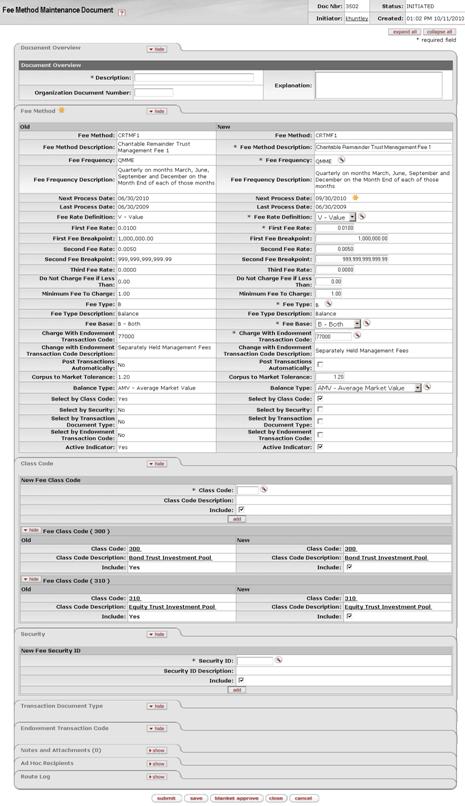 Fee Method Maintenance Document ?
Doc Nbr: 3502 Status: INITIATED
Initiator: khuntley Created: 01:02 PM 10/11/2010
expand all collapse all
* required field
Document Overview hide
Document Overview
* Description: Explanation:
Organization Document Number:
Fee Method hide
Old New
Fee Method: CRTMF1 Fee Method: CRTMF1
Fee Method Description: Charitable Remainder Trust Management Fee 1 * Fee Method Description: Charitable Remainder Trust Management Fee 1
Fee Frequency: QMME * Fee Frequency: QMME
Fee Frequency Description: Quarterly on months March, June, September and December on the Month End of each of those months Fee Frequency Description: Quarterly on months March, June, September and December on the Month End of each of those months
Next Process Date: 06/30/2010 Next Process Date: 09/30/2010
Last Process Date: 06/30/2009 Last Process Date: 06/30/2009
Fee Rate Definition: V - Value * Fee Rate Definition: V - Value
First Fee Rate: 0.0100 * First Fee Rate: 0.0100
First Fee Breakpoint: 1,000,000.00 First Fee Breakpoint: 1,000,000.00
Second Fee Rate: 0.0050 Second Fee Rate: 0.0050
Second Fee Breakpoint: 999,999,999,999.99 Second Fee Breakpoint: 999,999,999,999.99
Third Fee Rate: 0.0000 Third Fee Rate: 0.0000
Do Not Charge Fee if Less Than: 0.00 Do Not Charge Fee if Less Than: 0.00
Minimum Fee To Charge: 1.00 Minimum Fee To Charge: 1.00
Fee Type: B * Fee Type: B
Fee Type Description: Balance Fee Type Description: Balance
Fee Base: B - Both * Fee Base: B - Both
Charge With Endowment Transaction Code: 77000 * Charge With Endowment Transaction Code: 77000
Change with Endowment Transaction Code Description: Separately Held Management Fees Change with Endowment Transaction Code Description: Separately Held Management Fees
Post Transactions Automatically: No Post Transactions Automatically:
Corpus to Market Tolerance: 1.20 Corpus to Market Tolerance: 1.20
Balance Type: AMV - Average Market Value Balance Type: AMV - Average Market Value
Select by Class Code: Yes Select by Class Code:
Select by Security: No Select by Security:
Select by Transaction Document Type: No Select by Transaction Document Type:
Select by Endowment Transaction Code: No Select by Endowment Transaction Code:
Active Indicator: Yes Active Indicator:
Class Code hide
New Fee Class Code
* Class Code:
Class Code Description:
Include:
add
hide Fee Class Code ( 300 )
Old New
Class Code: 300 Class Code: 300
Class Code Description: Bond Trust Investment Pool Class Code Description: Bond Trust Investment Pool
Include: Yes Include:
hide Fee Class Code ( 310 )
Old New
Class Code: 310 Class Code: 310
Class Code Description: Equity Trust Investment Pool Class Code Description: Equity Trust Investment Pool
Include: Yes Include:
Security hide
New Fee Security ID
* Security ID:
Security ID Description:
Include:
add
Transaction Document Type hide
Endowment Transaction Code hide
Notes and Attachments (0) show
Ad Hoc Recipients show
Route Log show
submit save blanket approve close cancel